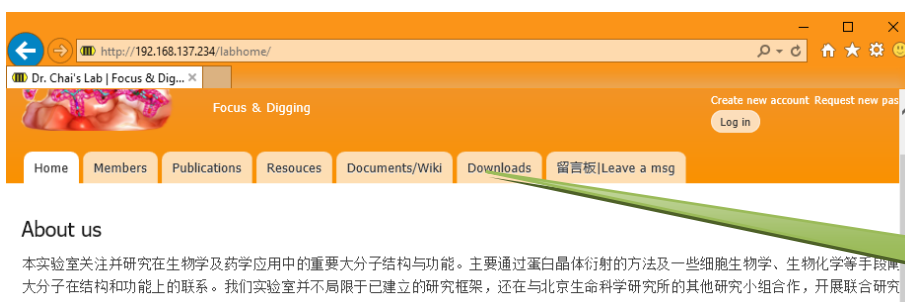 http://192.168.137.234/labhome/
Dr. Chai's Lab | Focus & Dig...
Focus & Digging
Create new account Request new pas
Log in
Home Members Publications Resouces Documents/Wiki Downloads 留言板|Leave a msg
About us
本实验室关注并研究在生物学及药学应用中的重要大分子结构与功能。主要通过蛋白晶体衍射的方法及一些细胞生物学、生物化学等手段阐
大分子在结构和功能上的联系。我们实验室并不局限于已建立的研究框架，还在与北京生命科学研究所的其他研究小组合作，开展联合研究